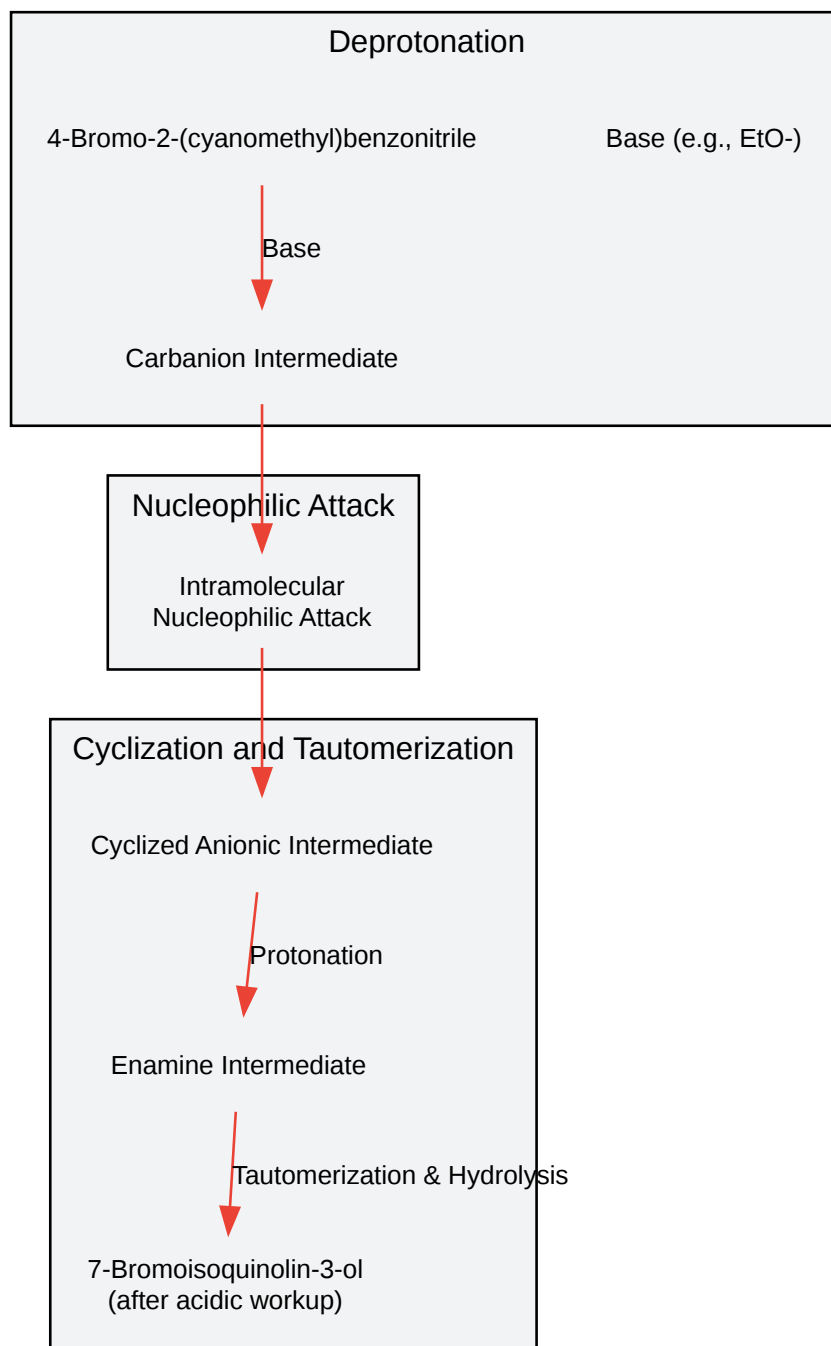 Deprotonation
4-Bromo-2-(cyanomethyl)benzonitrile
Base (e.g., EtO-)
Base
Carbanion Intermediate
Nucleophilic Attack
Intramolecular
Nucleophilic Attack
Cyclization and Tautomerization
Cyclized Anionic Intermediate
Protonation
Enamine Intermediate
Tautomerization & Hydrolysis
7-Bromoisoquinolin-3-ol
(after acidic workup)